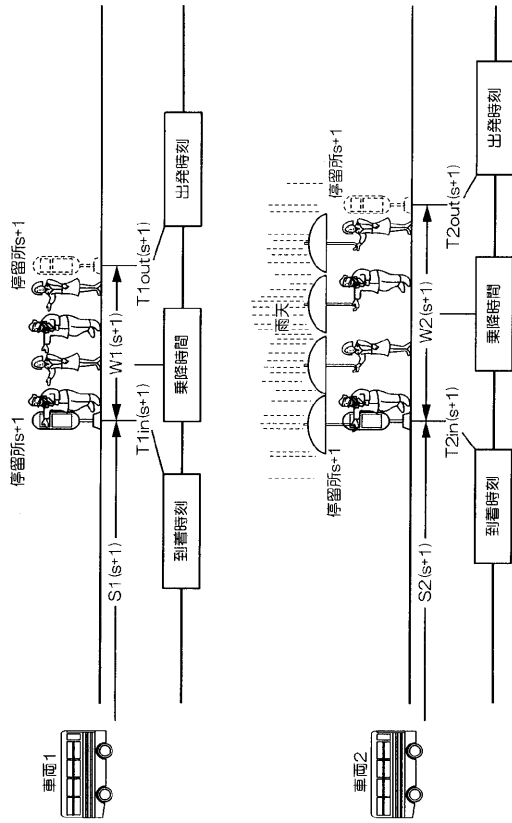 車両1
S1(s+1)
停留所s+1
停留所s+1
W1(s+1)
T1in(s+1)
T1out(s+1)
到着時刻
乗降時間
出発時刻
車両2
S2(s+1)
雨天
停留所s+1
停留所s+1
W2(s+1)
T2in(s+1)
T2out(s+1)
到着時刻
乗降時間
出発時刻